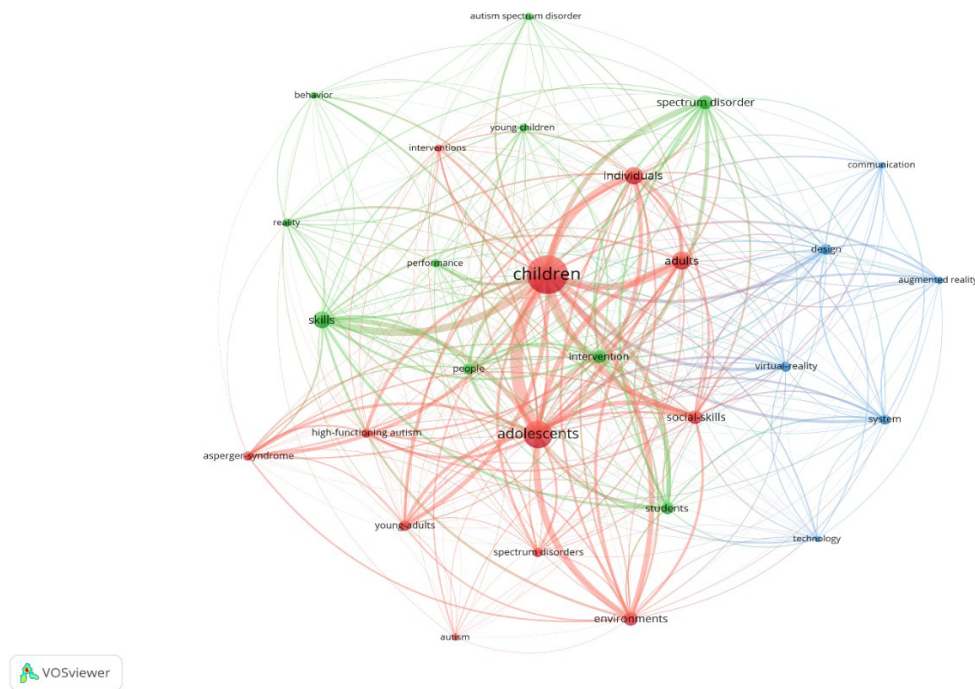 autism spectrum disorder
behavior
spectrum disorder
young-children
interventions
communication
individuals
reality
design
performance
adults
children
augmented reality
skills
intervention
people
virtual-reality
social-skills
system
high-functioning autism
adolescents
asperger-syndrome
students
young-adults
technology
spectrum disorders
environments
autism
VOSviewer